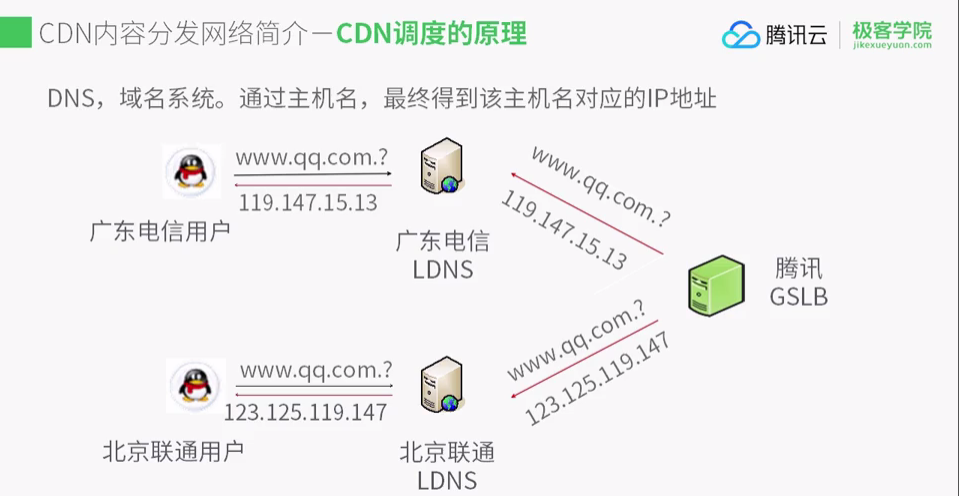 CDN内容分发网络简介－CDN调度的原理
腾讯云
极客学院
jikexueyuan.com
DNS，域名系统。通过主机名，最终得到该主机名对应的IP地址
www.qq.com.?
119.147.15.13
广东电信用户
广东电信
LDNS
www.qq.com.?
119.147.15.13
腾讯
GSLB
www.qq.com.?
123.125.119.147
北京联通用户
北京联通
LDNS
www.qq.com.?
123.125.119.147